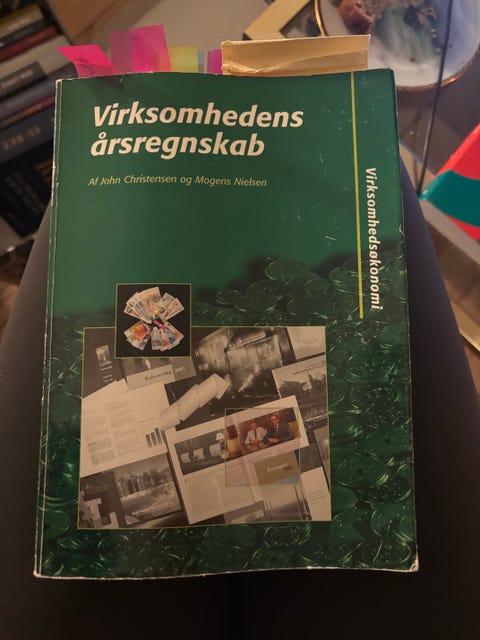 Virksomhedens
årsregnskab
Af John Christensen og Mogens Nielsen
Virksomhedsøkonomi